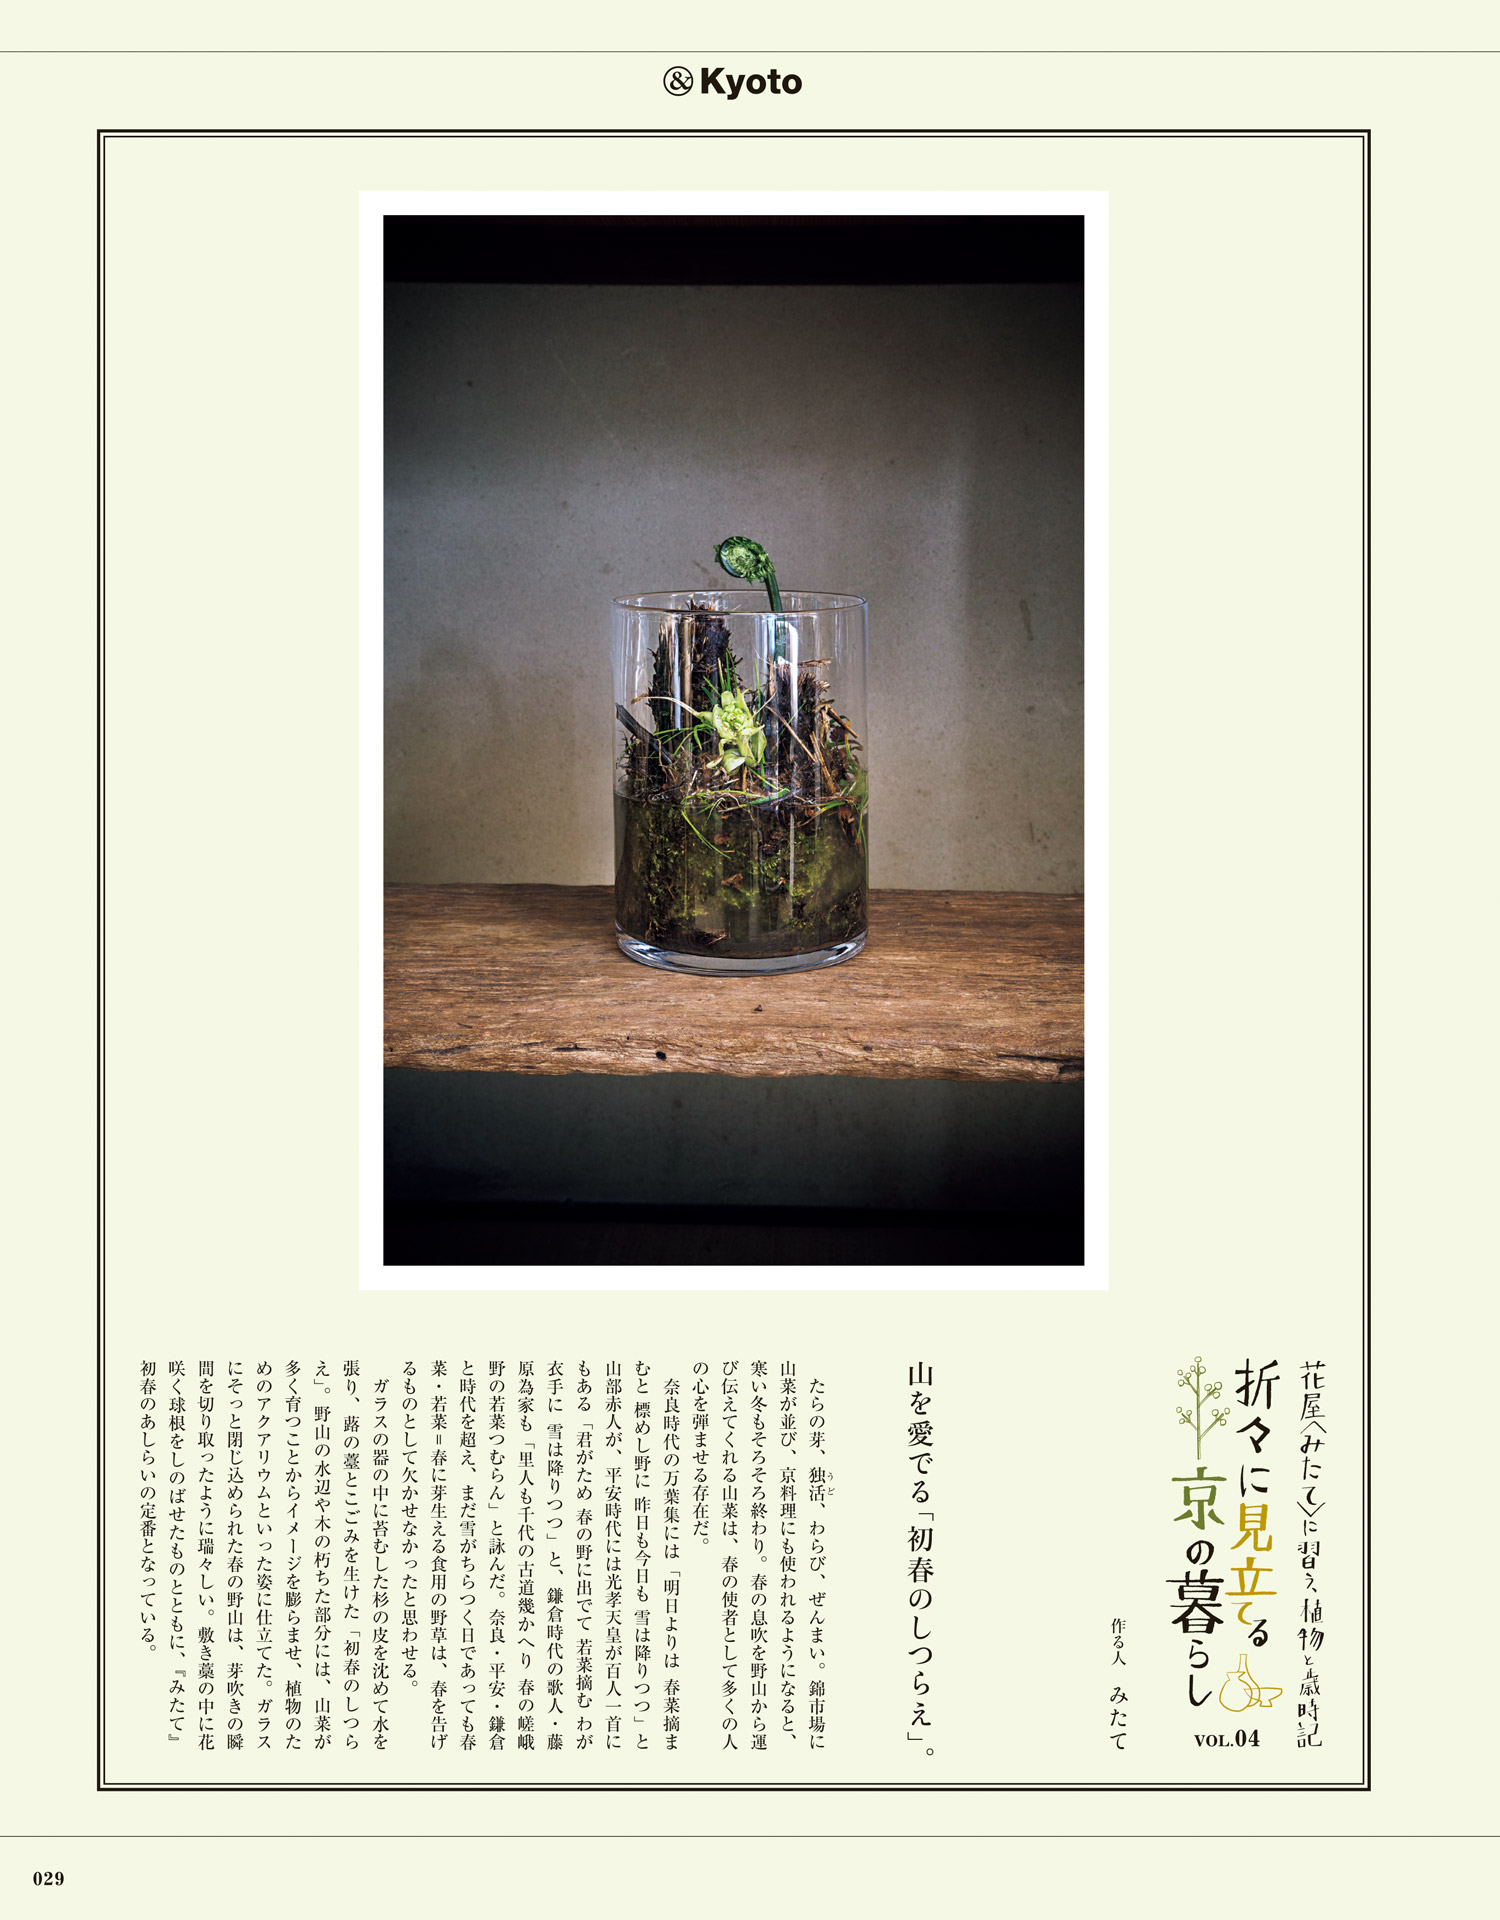 & Kyoto
花屋〈みたて〉に習う、植物と歳時記
折々に見立てる
京の暮らし
VOL.04
作る人　みたて
山を愛でる「初春のしつらえ」。
たらの芽、独活、わらび、ぜんまい。錦市場に
うど
山菜が並び、京料理にも使われるようになると、
寒い冬もそろそろ終わり。春の息吹を野山から運
び伝えてくれる山菜は、春の使者として多くの人
の心を弾ませる存在だ。
奈良時代の万葉集には「明日よりは 春菜摘ま
むと 標めし野に 昨日も今日も 雪は降りつつ」と
山部赤人が、平安時代には光孝天皇が百人一首に
もある「君がため 春の野に出でて 若菜摘む わが
衣手に 雪は降りつつ」と、鎌倉時代の歌人・藤
原為家も「里人も千代の古道幾かへり 春の嵯峨
野の若菜つむらん」と詠んだ。奈良・平安・鎌倉
と時代を超え、まだ雪がちらつく日であっても春
菜・若菜＝春に芽生える食用の野草は、春を告げ
るものとして欠かせなかったと思わせる。
ガラスの器の中に苔むした杉の皮を沈めて水を
張り、蕗の薹とこごみを生けた「初春のしつら
え」。野山の水辺や木の朽ちた部分には、山菜が
多く育つことからイメージを膨らませ、植物のた
めのアクアリウムといった姿に仕立てた。ガラス
にそっと閉じ込められた春の野山は、芽吹きの瞬
間を切り取ったように瑞々しい。敷き藁の中に花
咲く球根をしのばせたものとともに、『みたて』
初春のあしらいの定番となっている。
029